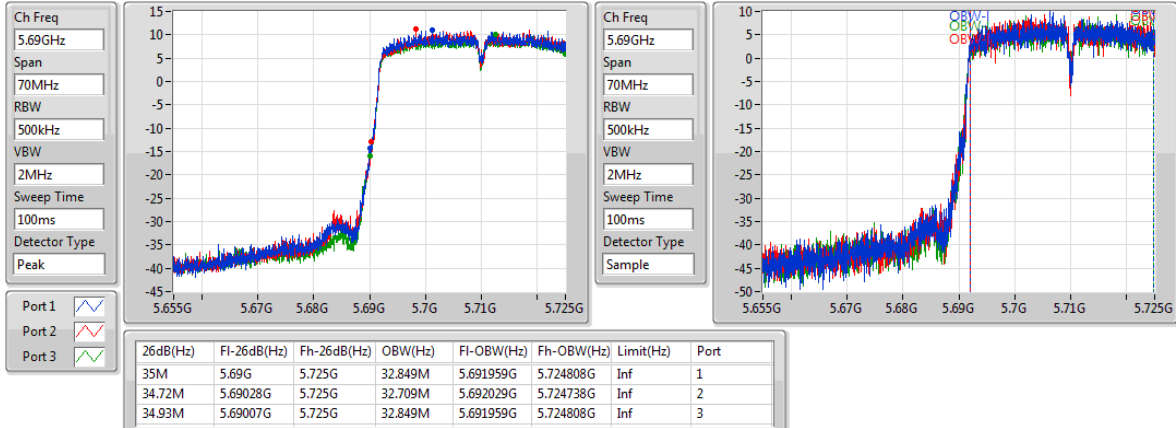 Ch Freq
5.69GHz
Span
70MHz
RBW
500kHz
VBW
2MHz
Sweep Time
100ms
Detector Type
Peak
15
10
5
0
-5
-10
-15
-20
-25
-30
-35
-40
-45
5.655G 5.67G 5.68G 5.69G 5.7G 5.71G 5.725G
Ch Freq
5.69GHz
Span
70MHz
RBW
500kHz
VBW
2MHz
Sweep Time
100ms
Detector Type
Sample
10
5
0
-5
-10
-15
-20
-25
-30
-35
-40
-45
-50
OBW-
OBW
OBW
5.655G 5.67G 5.68G 5.69G 5.7G 5.71G 5.725G
Port 1
Port 2
Port 3
26dB(Hz) Fl-26dB(Hz) Fh-26dB(Hz) OBW(Hz) Fl-OBW(Hz) Fh-OBW(Hz) Limit(Hz) Port
35M 5.69G 5.725G 32.849M 5.691959G 5.724808G Inf 1
34.72M 5.69028G 5.725G 32.709M 5.692029G 5.724738G Inf 2
34.93M 5.69007G 5.725G 32.849M 5.691959G 5.724808G Inf 3